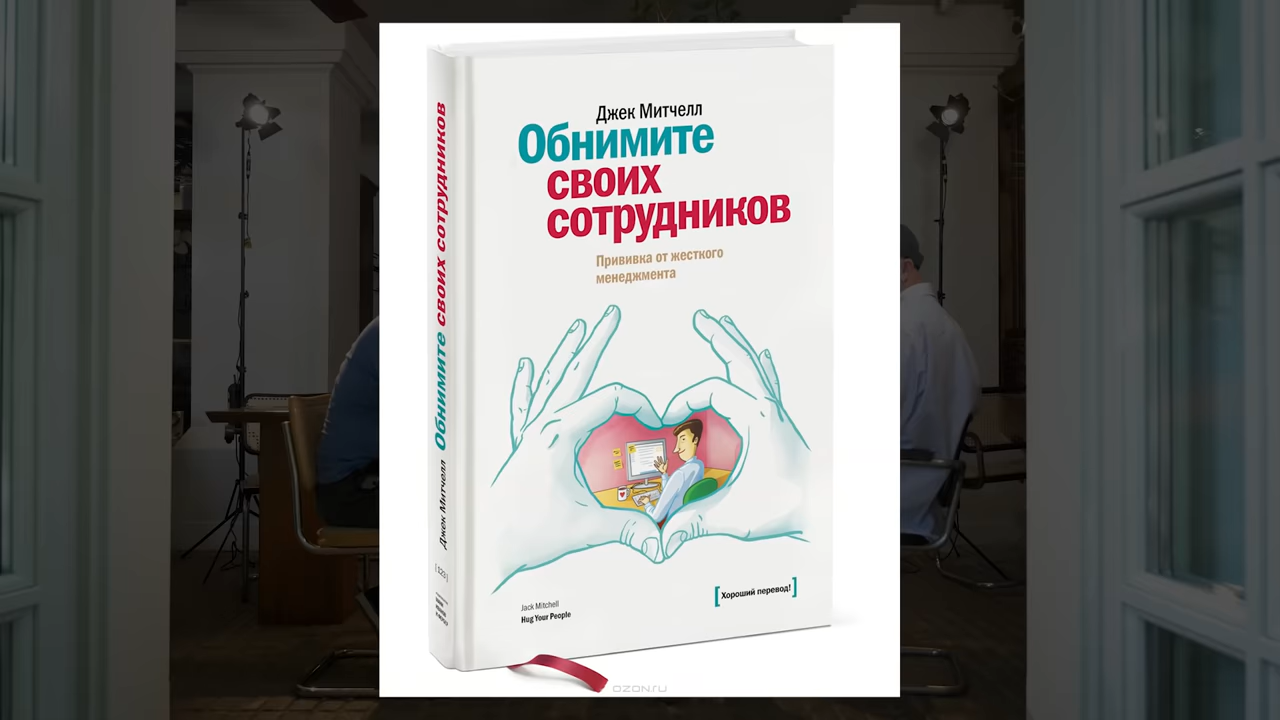 Джек Митчелл
Обнимите
своих
сотрудников
Прививка от жесткого
менеджмента
Jack Mitchell
Hug Your People
[Хороший перевод!]
Джек Митчелл Обнимите своих сотрудников
ozon.ru